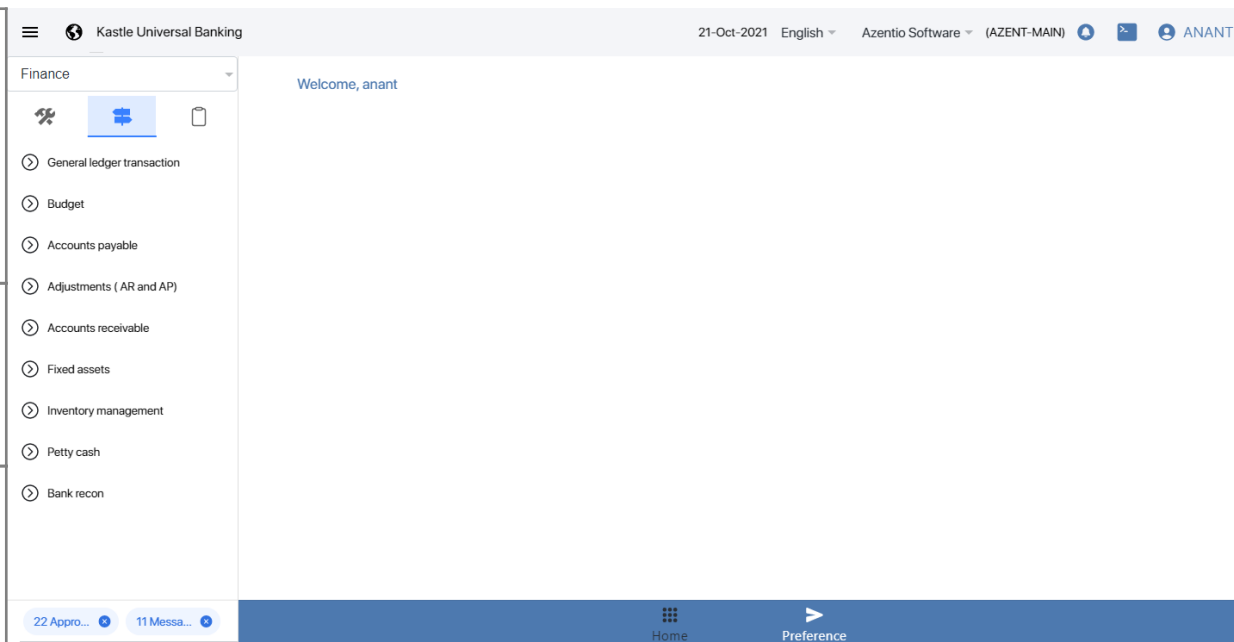 Kastle Universal Banking
21-Oct-2021 English Azentio Software (AZENT-MAIN) ANANT
Finance
Welcome, anant
General ledger transaction
Budget
Accounts payable
Adjustments ( AR and AP)
Accounts receivable
Fixed assets
Inventory management
Petty cash
Bank recon
22 Appro... 11 Messa...
Home Preference